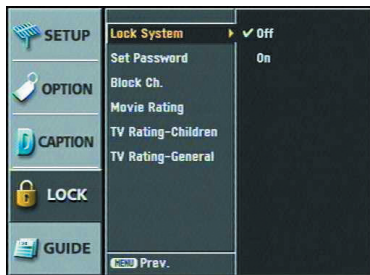 SETUP
OPTION
CAPTION
LOCK
GUIDE
Lock System
Set Password
Block Ch.
Movie Rating
TV Rating-Children
TV Rating-General
MENU Prev.
Off
On